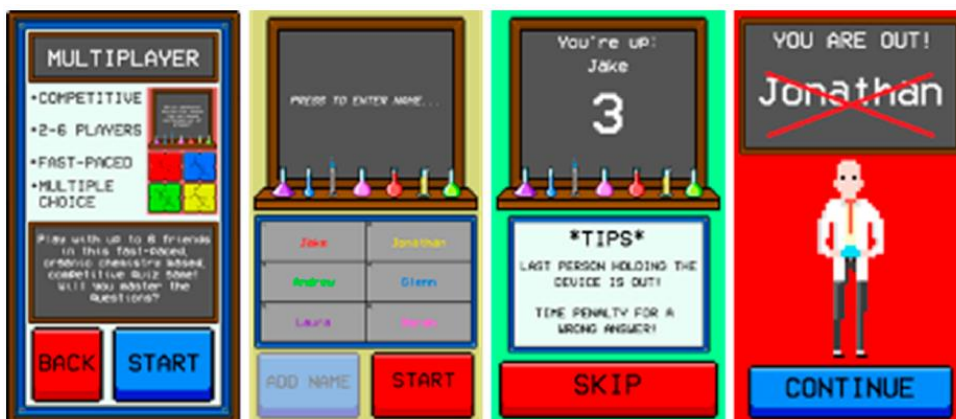 MULTIPLAYER
•COMPETITIVE
•2-6 PLAYERS
•FAST-PACED
•MULTIPLE
CHOICE
Play with up to 6 friends
in this fast-paced,
organic chemistry based,
competitive Quiz Game!
Will you master the
Questions?
BACK
START
PRESS TO ENTER NAME...
Jake
Jonathan
Andrew
Glenn
Laura
ADD NAME
START
You're up:
Jake
3
*TIPS*
LAST PERSON HOLDING THE
DEVICE IS OUT!
TIME PENALTY FOR A
WRONG ANSWER!
SKIP
YOU ARE OUT!
Jonathan
CONTINUE